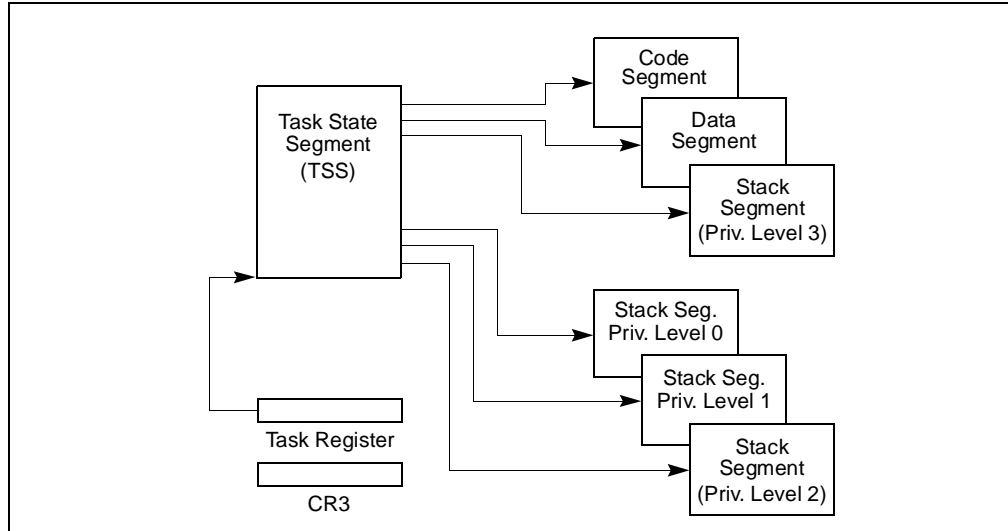 Code
Segment
Task State
Segment
(TSS)
Data
Segment
Stack
Segment
(Priv. Level 3)
Stack Seg.
Priv. Level 0
Stack Seg.
Priv. Level 1
Task Register
Stack
Segment
(Priv. Level 2)
CR3